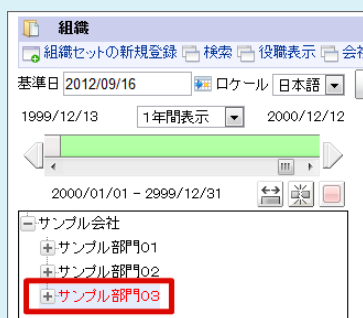 組織
組織セットの新規登録 検索 役職表示 会社
基準日 2012/09/16 ロケール 日本語
1999/12/13 1年間表示 2000/12/12
2000/01/01 - 2999/12/31
サンプル会社
サンプル部門01
サンプル部門02
サンプル部門03